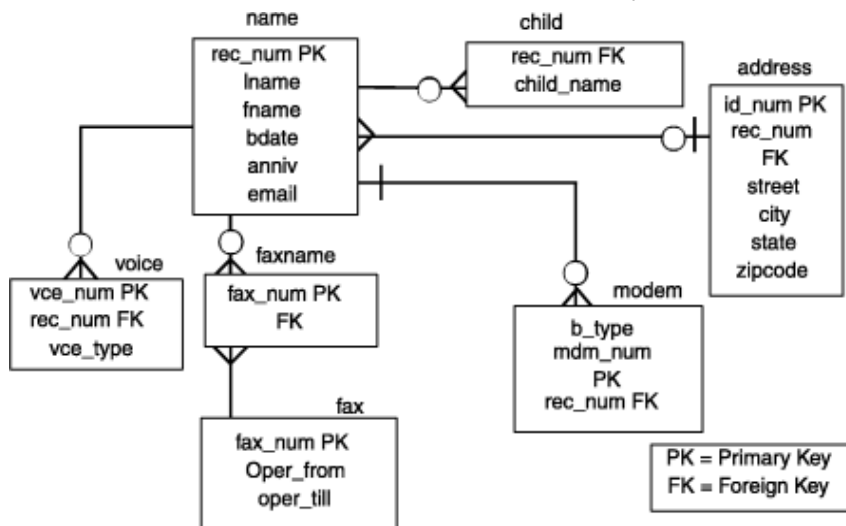 name
rec_num PK
lname
fname
bdate
anniv
email
child
rec_num FK
child_name
address
id_num PK
rec_num
FK
street
city
state
zipcode
voice
vce_num PK
rec_num FK
vce_type
faxname
fax_num PK
FK
modem
b_type
mdm_num
PK
rec_num FK
fax
fax_num PK
Oper_from
oper_till
PK = Primary Key
FK = Foreign Key